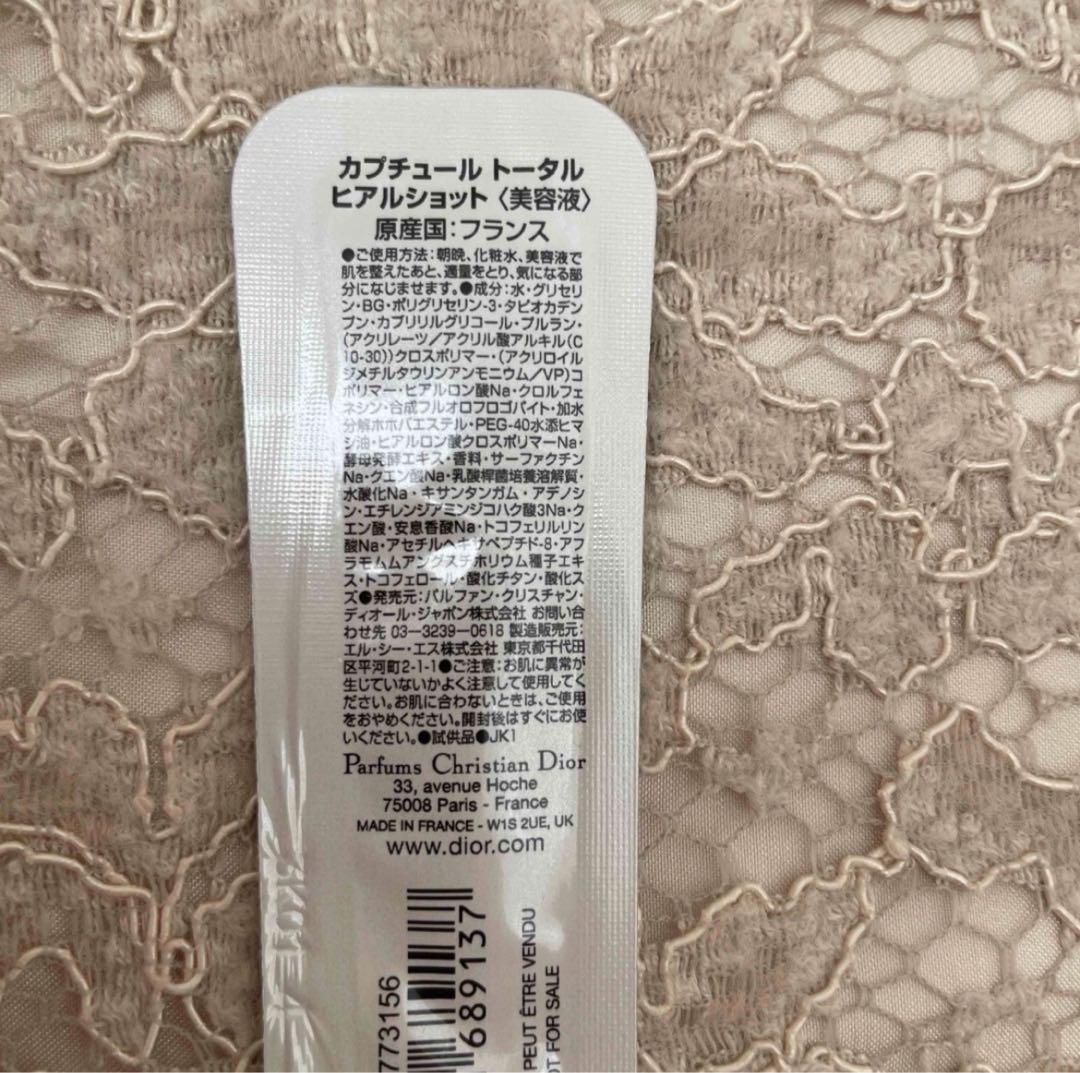 カプチュール トータル
ヒアルショット〈美容液〉
原産国：フランス
●ご使用方法：朝晩、化粧水、美容液で
肌を整えたあと、適量をとり、気になる部
分になじませます。●成分：水・グリセリ
ン・BG・ポリグリセリン-3・タピオカデン
プン・カプリリルグリコール・プルラン・
（アクリレーツ／アクリル酸アルキル（C
10-30））クロスポリマー・（アクリロイル
ジメチルタウリンアンモニウム／VP）コ
ポリマー・ヒアルロン酸Na・クロルフェ
ネシン・合成フルオロフロゴパイト・加水
分解ホホバエステル・PEG-40水添ヒマ
シ油・ヒアルロン酸クロスポリマーNa・
酵母発酵エキス・香料・サーファクチン
Na・クエン酸Na・乳酸桿菌培養溶解質・
水酸化Na・キサンタンガム・アデノシ
ン・エチレンジアミンジコハク酸3Na・ク
エン酸・安息香酸Na・トコフェリルリン
酸Na・アセチルヘキサペプチド-8・アフ
ラモムムアングスチホリウム種子エキ
ス・トコフェロール・酸化チタン・酸化ス
ズ●発売元：パルファン・クリスチャン・
ディオール・ジャポン株式会社 お問い合
わせ先 03-3239-0618 製造販売元：
エル・シー・エス株式会社 東京都千代田
区平河町2-1-1●ご注意：お肌に異常が
生じていないかよく注意して使用してく
ださい。お肌に合わないときは、ご使用
をおやめください。開封後はすぐにお使
いください。●試供品●JK1
Parfums Christian Dior
33, avenue Hoche
75008 Paris - France
MADE IN FRANCE - W1S 2UE, UK
www.dior.com
773156
689137
PEUT ÊTRE VENDU
OT FOR SALE